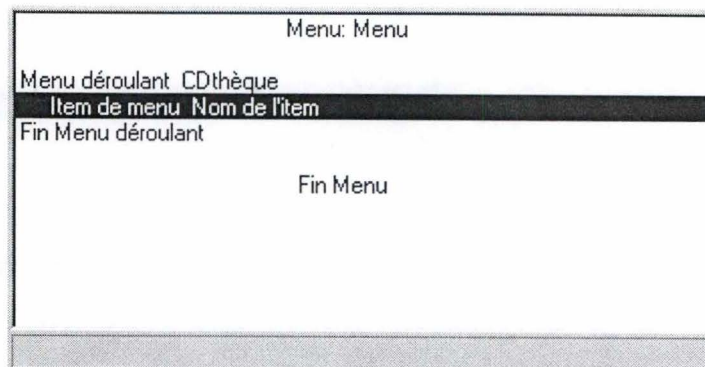 Menu: Menu
Menu déroulant CDthèque
Item de menu Nom de l'item
Fin Menu déroulant
Fin Menu